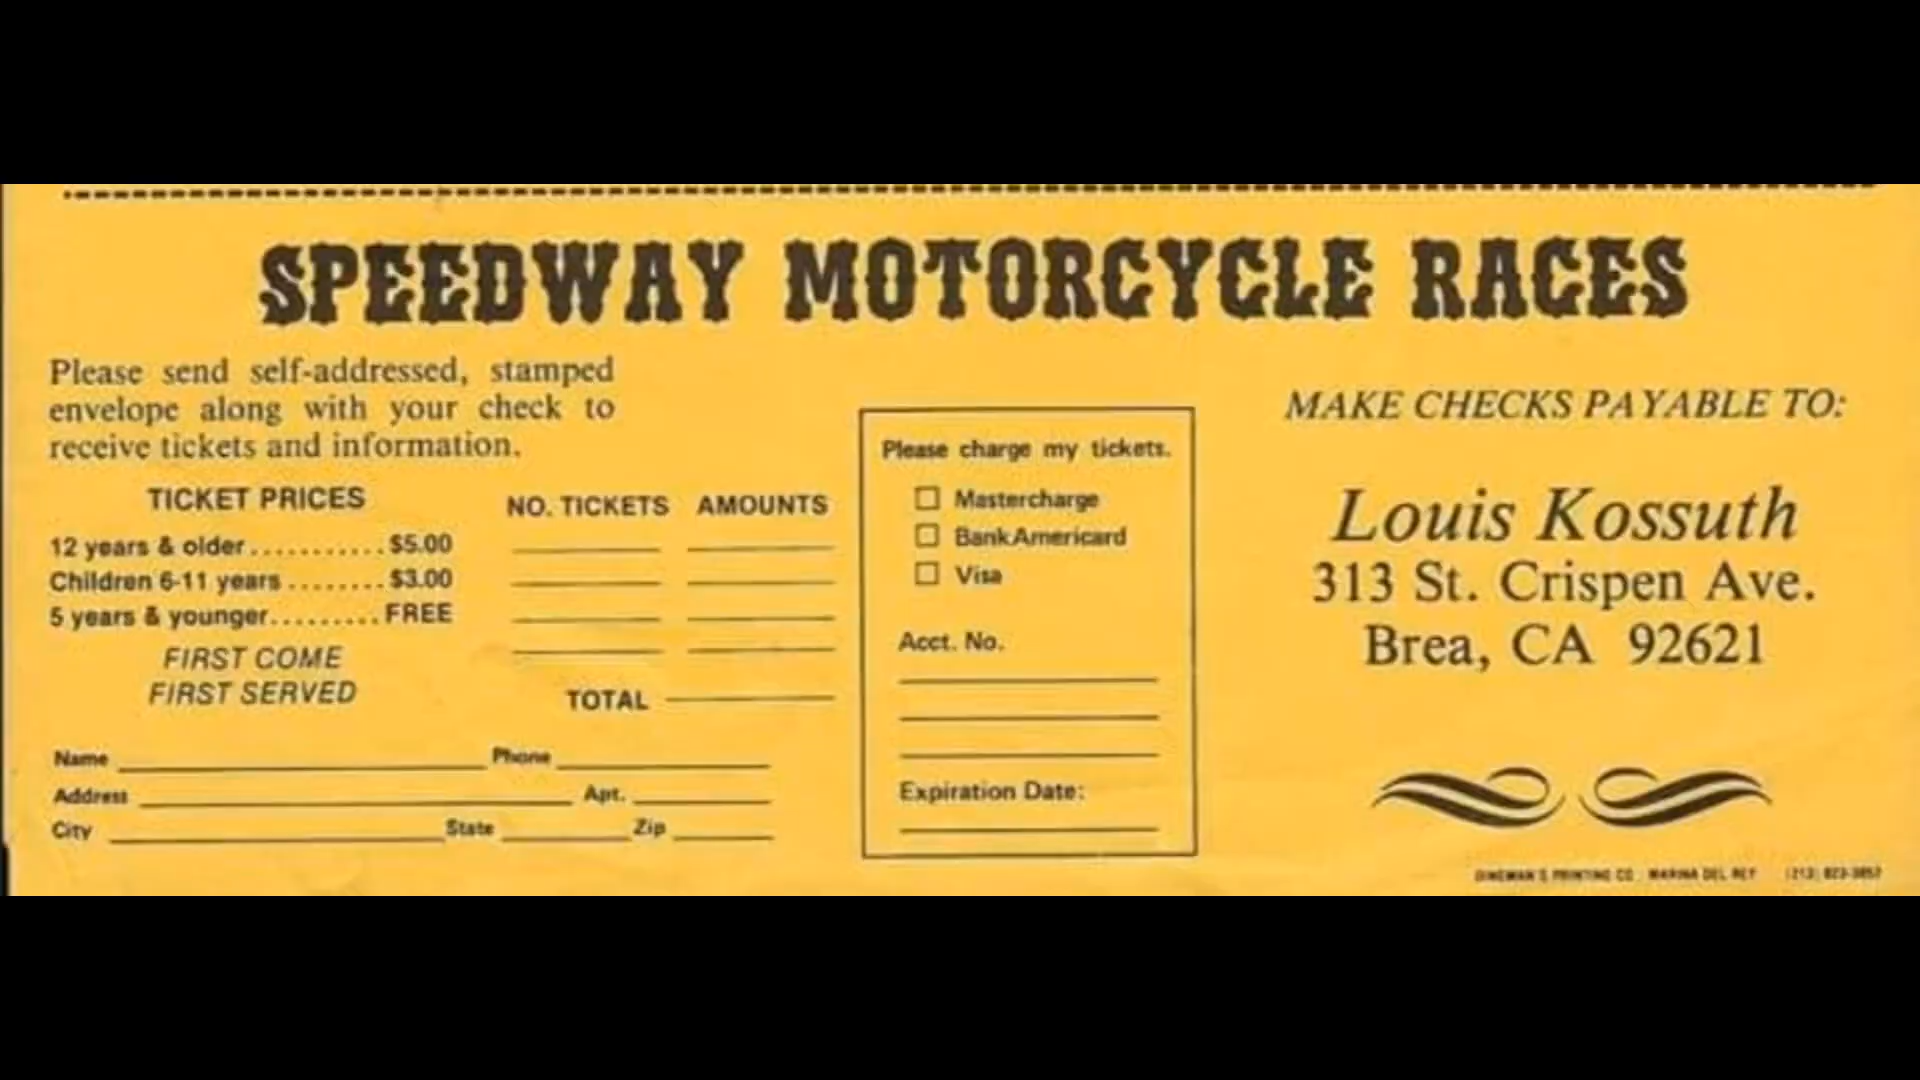 SPEEDWAY MOTORCYCLE RACES
Please send self-addressed, stamped
envelope along with your check to
receive tickets and information.
TICKET PRICES
12 years & older...........$5.00
Children 6-11 years........$3.00
5 years & younger.........FREE
FIRST COME
FIRST SERVED
NO. TICKETS AMOUNTS
TOTAL
Name Phone
Address Apt.
City State Zip
Please charge my tickets.
Mastercharge
BankAmericard
Visa
Acct. No.
Expiration Date:
MAKE CHECKS PAYABLE TO:
Louis Kossuth
313 St. Crispen Ave.
Brea, CA 92621
PRINTING CO. MARINA DEL REY (213)